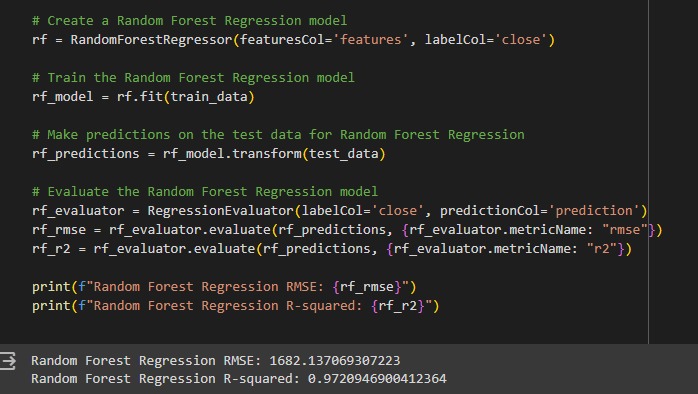 # Create a Random Forest Regression model
rf = RandomForestRegressor(featuresCol='features', labelCol='close')
# Train the Random Forest Regression model
rf_model = rf.fit(train_data)
# Make predictions on the test data for Random Forest Regression
rf_predictions = rf_model.transform(test_data)
# Evaluate the Random Forest Regression model
rf_evaluator = RegressionEvaluator(labelCol='close', predictionCol='prediction')
rf_rmse = rf_evaluator.evaluate(rf_predictions, {rf_evaluator.metricName: "rmse"})
rf_r2 = rf_evaluator.evaluate(rf_predictions, {rf_evaluator.metricName: "r2"})
print(f"Random Forest Regression RMSE: {rf_rmse}")
print(f"Random Forest Regression R-squared: {rf_r2}")
Random Forest Regression RMSE: 1682.137069307223
Random Forest Regression R-squared: 0.9720946900412364